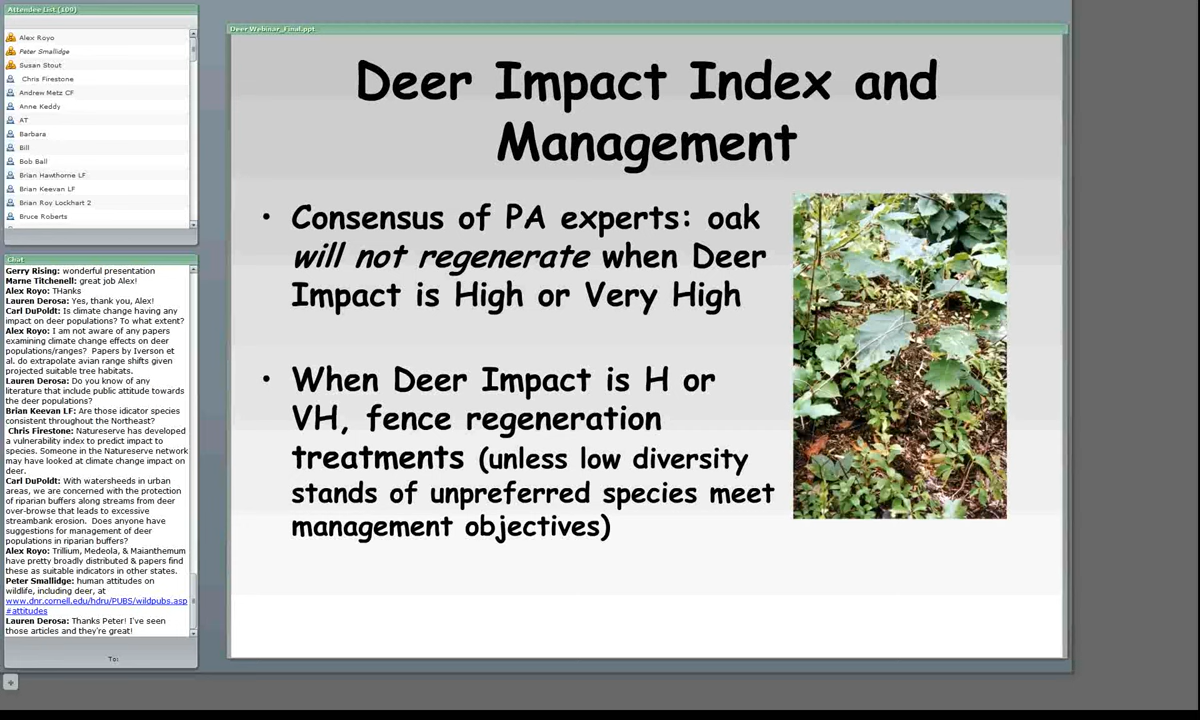 Attendee List (109)
Alex Royo
Peter Smallidge
Susan Stout
Chris Firestone
Andrew Metz CF
Anne Keddy
AT
Barbara
Bill
Bob Ball
Brian Hawthorne LF
Brian Keevan LF
Brian Roy Lockhart 2
Bruce Roberts
Chat
Gerry Rising: wonderful presentation
Marne Titchenell: great job Alex!
Alex Royo: THanks
Lauren Derosa: Yes, thank you, Alex!
Carl DuPoldt: Is climate change having any
impact on deer populations? To what extent?
Alex Royo: I am not aware of any papers
examining climate change effects on deer
populations/ranges? Papers by Iverson et
al. do extrapolate avian range shifts given
projected suitable tree habitats.
Lauren Derosa: Do you know of any
literature that include public attitude towards
the deer populations?
Brian Keevan LF: Are those idicator species
consistent throughout the Northeast?
Chris Firestone: Natureserve has developed
a vulnerability index to predict impact to
species. Someone in the Natureserve network
may have looked at climate change impact on
deer.
Carl DuPoldt: With watersheds in urban
areas, we are concerned with the protection
of riparian buffers along streams from deer
over-browse that leads to excessive
streambank erosion. Does anyone have
suggestions for management of deer
populations in riparian buffers?
Alex Royo: Trillium, Medeola, & Maianthemum
have pretty broadly distributed & papers find
these as suitable indicators in other states.
Peter Smallidge: human attitudes on
wildlife, including deer, at
www.dnr.cornell.edu/hdru/PUBS/wildpubs.asp
#attitudes
Lauren Derosa: Thanks Peter! I've seen
those articles and they're great!
To:
Deer Webinar_Final.ppt
Deer Impact Index and
Management
• Consensus of PA experts: oak
will not regenerate when Deer
Impact is High or Very High
• When Deer Impact is H or
VH, fence regeneration
treatments (unless low diversity
stands of unpreferred species meet
management objectives)